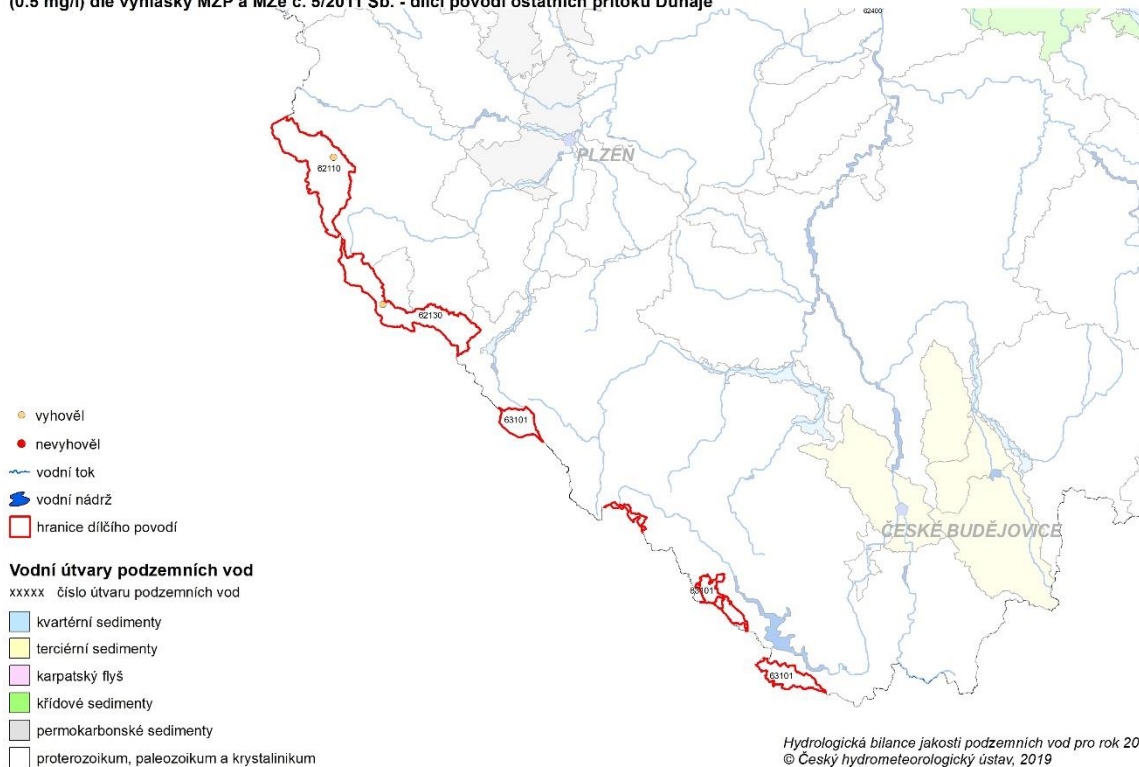 (0.5 mg/l) dle vyhlášky MŽP a MZe č. 5/2011 Sb. - dílčí povodí ostatních přítoků Dunaje
62400
PLZEŇ
62110
62130
63101
vyhověl
nevyhověl
vodní tok
vodní nádrž
hranice dílčího povodí
ČESKÉ BUDĚJOVICE
63101
63101
Vodní útvary podzemních vod
xxxxx číslo útvaru podzemních vod
kvartérní sedimenty
terciérní sedimenty
karpatský flyš
křídové sedimenty
permokarbonské sedimenty
proterozoikum, paleozoikum a krystalinikum
Hydrologická bilance jakosti podzemních vod pro rok 20
© Český hydrometeorologický ústav, 2019